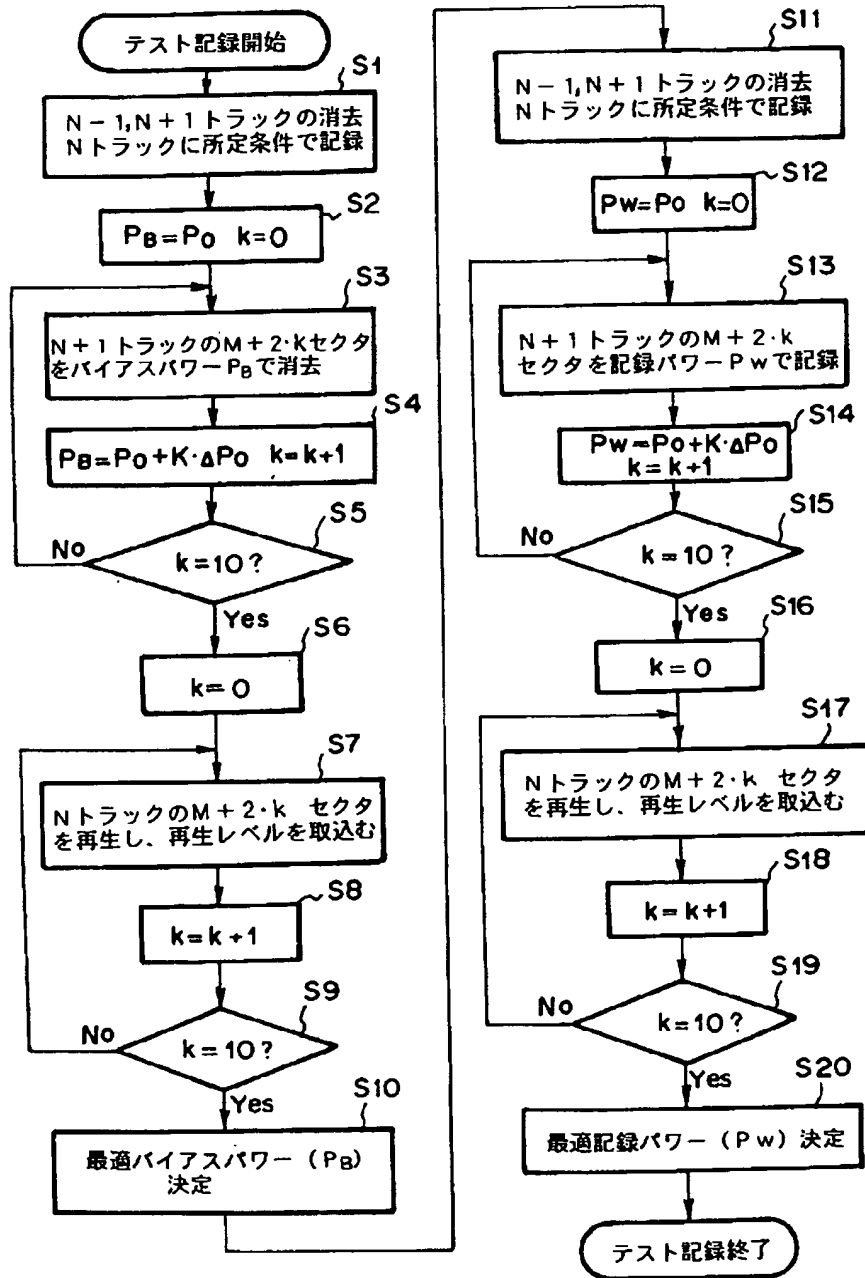 テスト記録開始
S1
N-1,N+1トラックの消去
Nトラックに所定条件で記録
S2
PB=Po k=0
S3
N+1トラックのM+2·kセクタ
をバイアスパワーPBで消去
S4
PB=Po+K·ΔPo k=k+1
S5
k=10?
No
Yes
S6
k=0
S7
NトラックのM+2·k セクタ
を再生し、再生レベルを取込む
S8
k=k+1
S9
k=10?
No
Yes
S10
最適バイアスパワー(PB)
決定
S11
N-1,N+1トラックの消去
Nトラックに所定条件で記録
S12
Pw=Po k=0
S13
N+1トラックのM+2·k
セクタを記録パワーPwで記録
S14
Pw=Po+K·ΔPo
k=k+1
S15
k=10?
No
Yes
S16
k=0
S17
NトラックのM+2·k セクタ
を再生し、再生レベルを取込む
S18
k=k+1
S19
k=10?
No
Yes
S20
最適記録パワー(Pw)決定
テスト記録終了